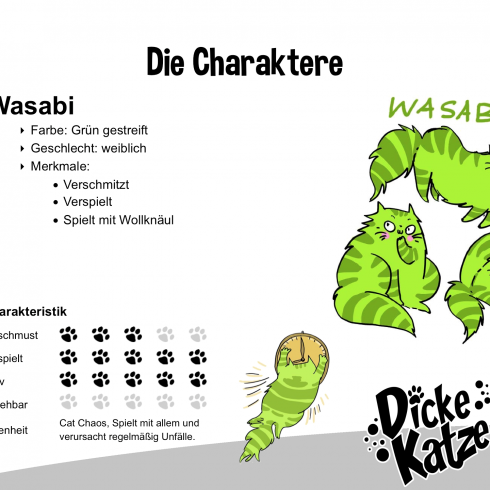 Die Charaktere
Wasabi
WASAB
Farbe: Grün gestreift
Geschlecht: weiblich
Merkmale:
Verschmitzt
Verspielt
Spielt mit Wollknäul
arakteristik
schmust
spielt
v
ehbar
enheit
Cat Chaos, Spielt mit allem und
verursacht regelmäßig Unfälle.
Dicke
Katze